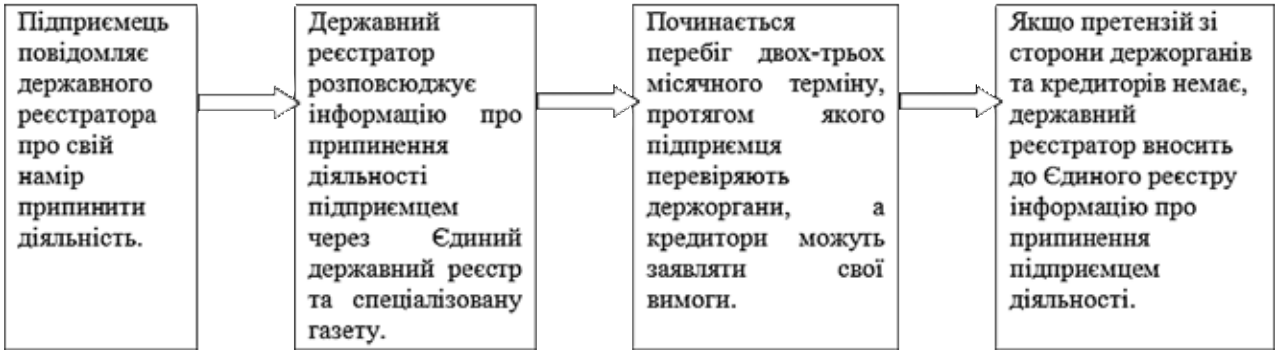 Підприємець
повідомляє
державного
реєстратора
про свій
намір
припинити
діяльність.
Державний
реєстратор
розповсюджує
інформацію про
припинення
діяльності
підприємцем
через Єдиний
державний реєстр
та спеціалізовану
газету.
Починається
перебіг двох-трьох
місячного терміну,
протягом якого
підприємця
перевіряють
держоргани, а
кредитори можуть
заявляти свої
вимоги.
Якщо претензій зі
сторони держорганів
та кредиторів немає,
державний
реєстратор вносить
до Єдиного реєстру
інформацію про
припинення
підприємцем
діяльності.